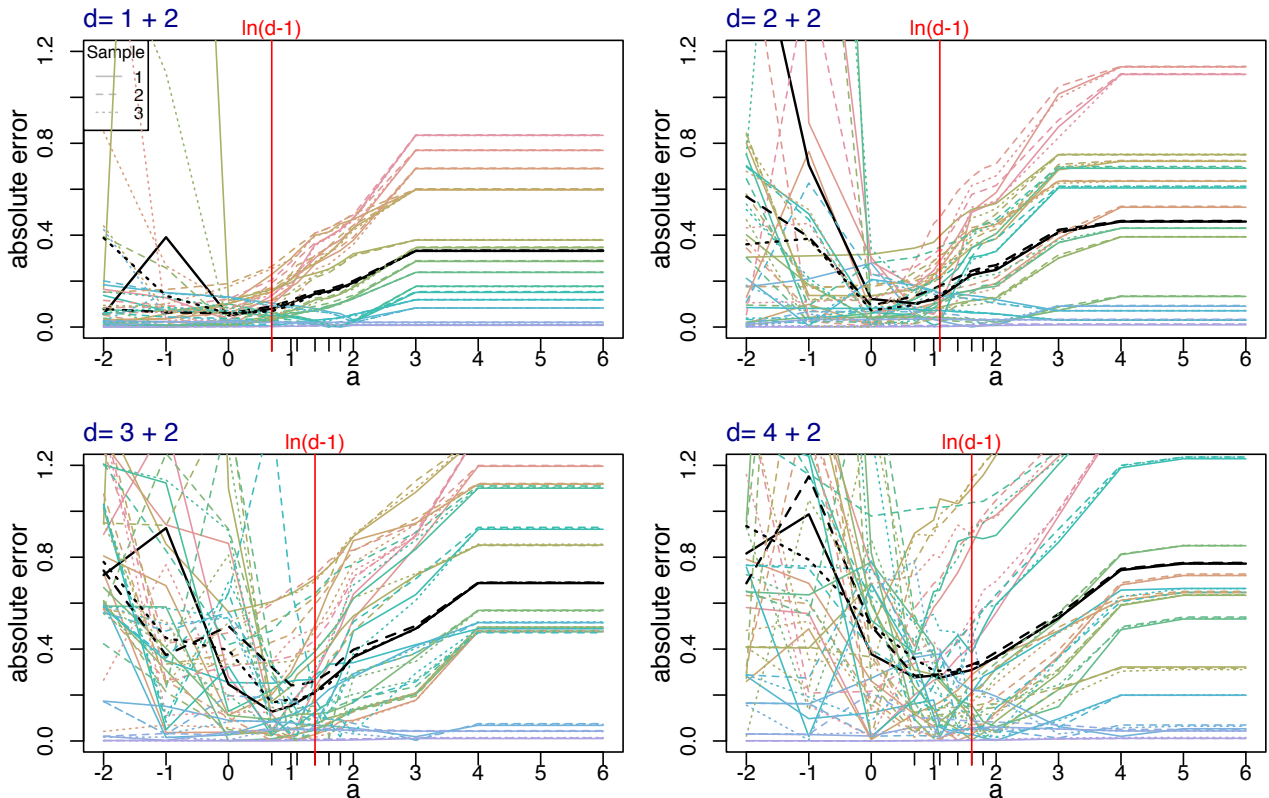 d= 1 + 2
ln(d-1)
Sample
1
2
3
absolute error
0.0 0.4 0.8 1.2
-2 -1 0 1 2 3 4 5 6
a
d= 2 + 2
ln(d-1)
absolute error
0.0 0.4 0.8 1.2
-2 -1 0 1 2 3 4 5 6
a
d= 3 + 2
ln(d-1)
absolute error
0.0 0.4 0.8 1.2
-2 -1 0 1 2 3 4 5 6
a
d= 4 + 2
ln(d-1)
absolute error
0.0 0.4 0.8 1.2
-2 -1 0 1 2 3 4 5 6
a